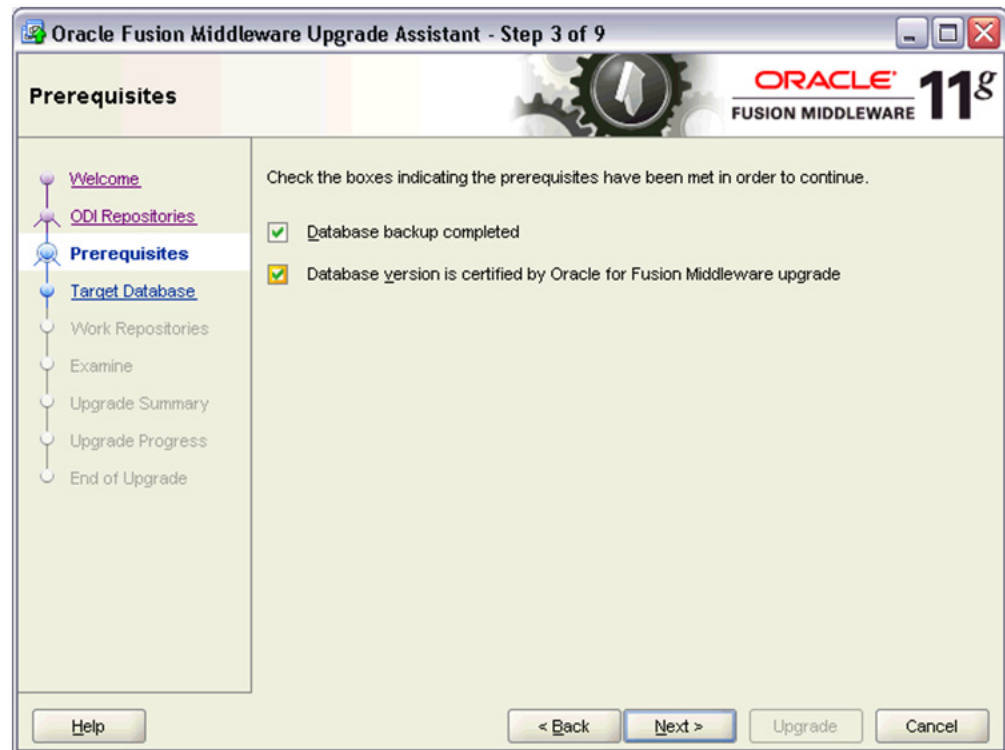 Oracle Fusion Middleware Upgrade Assistant - Step 3 of 9
Prerequisites
ORACLE
FUSION MIDDLEWARE
11g
Welcome
ODI Repositories
Prerequisites
Target Database
Work Repositories
Examine
Upgrade Summary
Upgrade Progress
End of Upgrade
Check the boxes indicating the prerequisites have been met in order to continue.
Database backup completed
Database version is certified by Oracle for Fusion Middleware upgrade
Help
< Back
Next >
Upgrade
Cancel